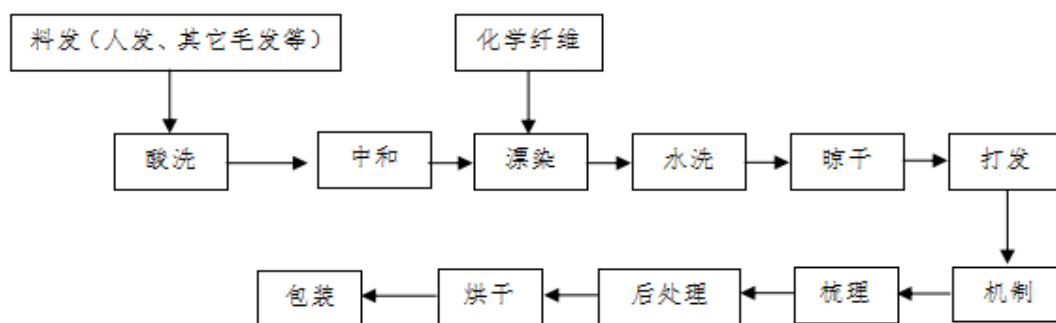 料发（人发、其它毛发等）
化学纤维
酸洗
中和
漂染
水洗
晾干
打发
机制
梳理
后处理
烘干
包装